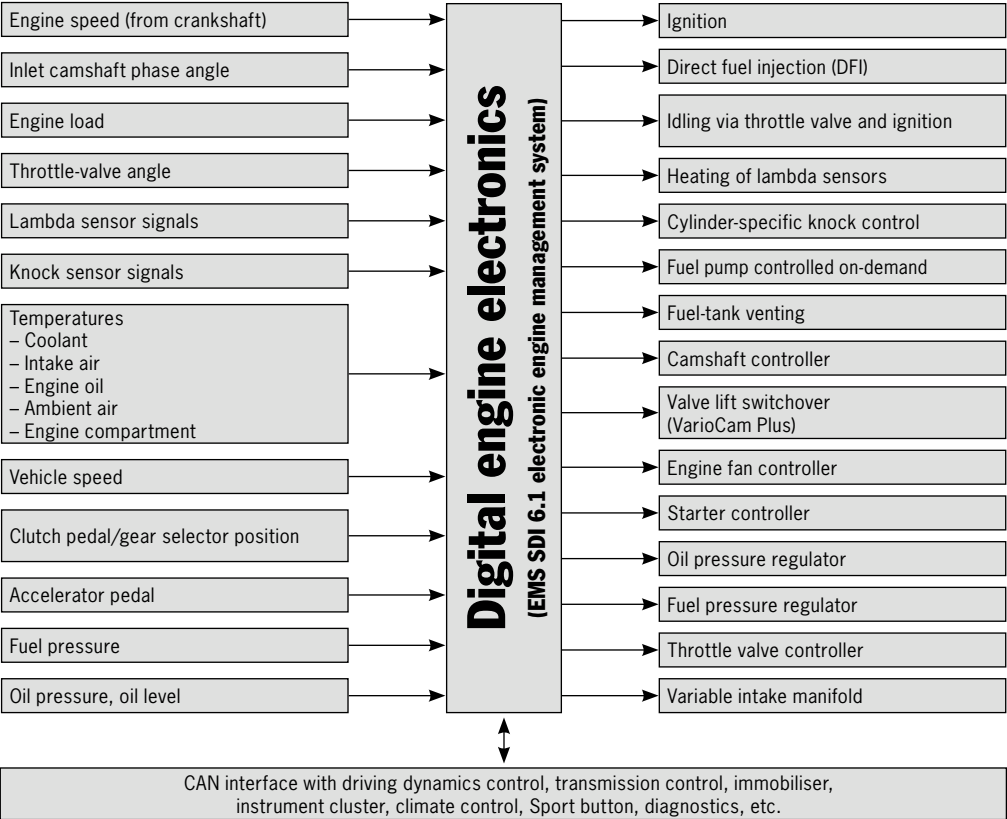 Engine speed (from crankshaft)
Inlet camshaft phase angle
Engine load
Throttle-valve angle
Lambda sensor signals
Knock sensor signals
Temperatures
– Coolant
– Intake air
– Engine oil
– Ambient air
– Engine compartment
Vehicle speed
Clutch pedal/gear selector position
Accelerator pedal
Fuel pressure
Oil pressure, oil level
Digital engine electronics
(EMS SDI 6.1 electronic engine management system)
Ignition
Direct fuel injection (DFI)
Idling via throttle valve and ignition
Heating of lambda sensors
Cylinder-specific knock control
Fuel pump controlled on-demand
Fuel-tank venting
Camshaft controller
Valve lift switchover
(VarioCam Plus)
Engine fan controller
Starter controller
Oil pressure regulator
Fuel pressure regulator
Throttle valve controller
Variable intake manifold
CAN interface with driving dynamics control, transmission control, immobiliser,
instrument cluster, climate control, Sport button, diagnostics, etc.